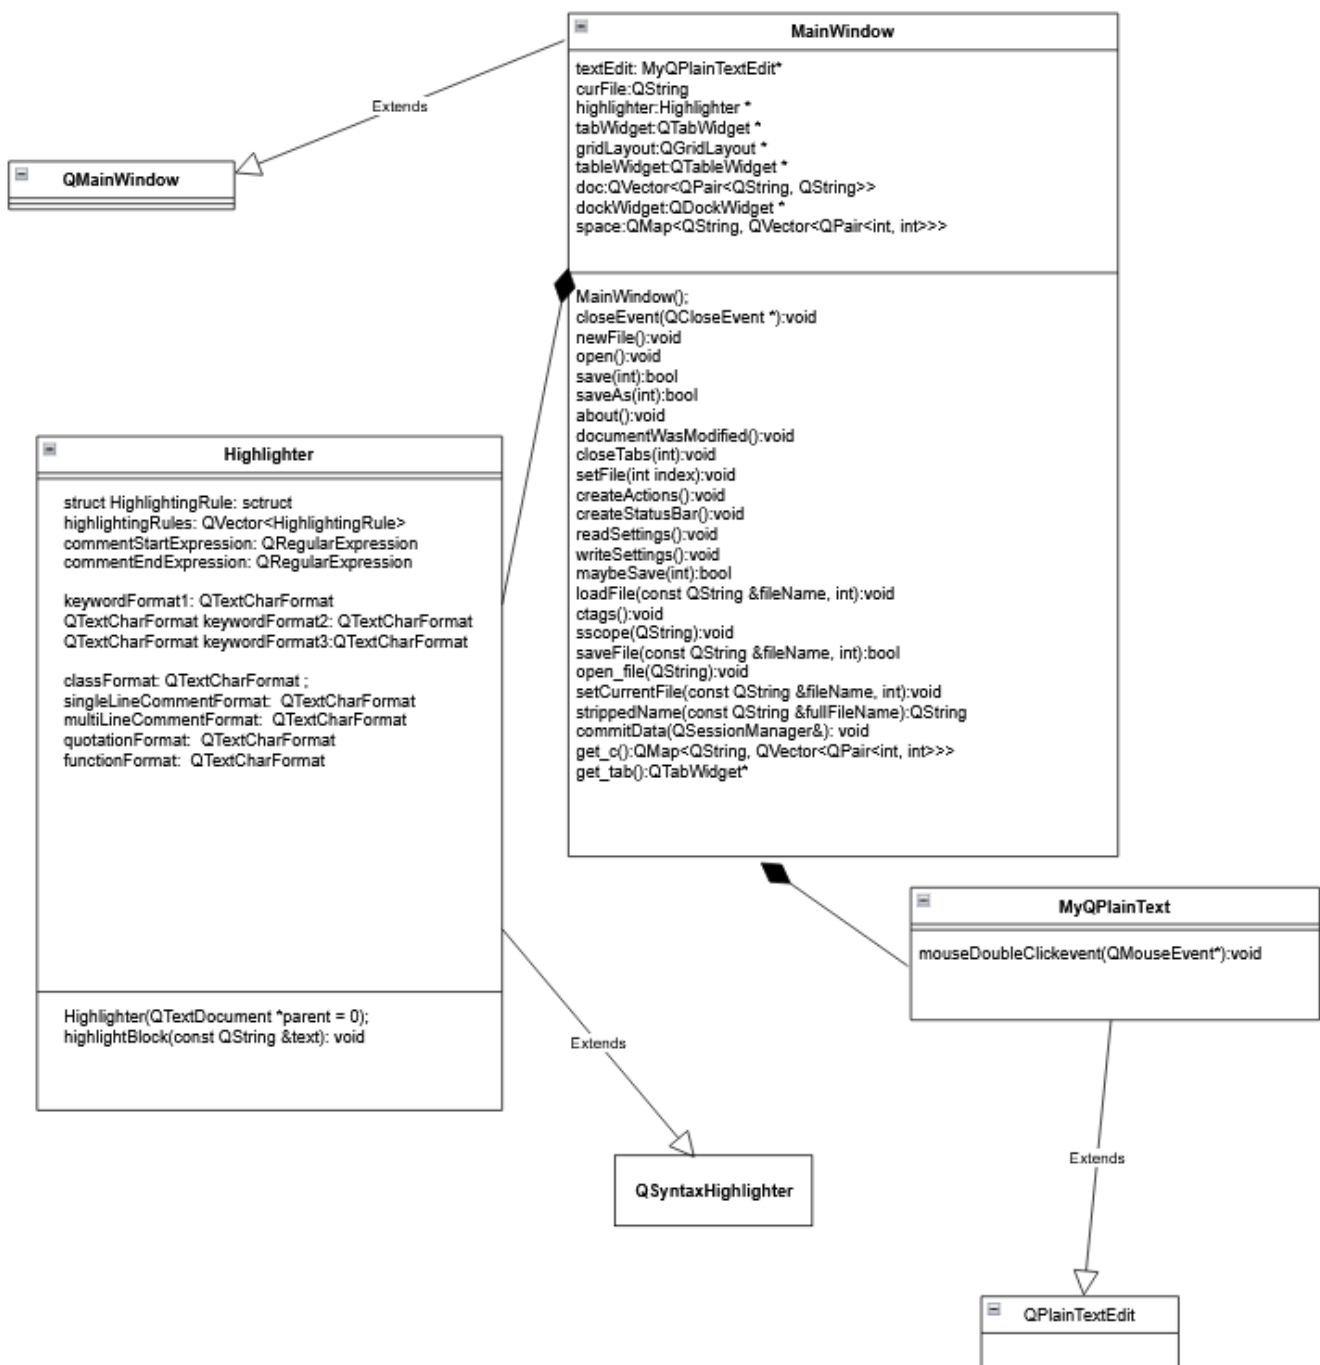 MainWindow
textEdit: MyQPlainTextEdit*
curFile:QString
highlighter:Highlighter *
tabWidget:QTabWidget *
gridLayout:QGridLayout *
tableWidget:QTableWidget *
doc:QVector<QPair<QString, QString>>
dockWidget:QDockWidget *
space:QMap<QString, QVector<QPair<int, int>>>
MainWindow();
closeEvent(QCloseEvent *):void
newFile():void
open():void
save(int):bool
saveAs(int):bool
about():void
documentWasModified():void
closeTabs(int):void
setFile(int index):void
createActions():void
createStatusBar():void
readSettings():void
writeSettings():void
maybeSave(int):bool
loadFile(const QString &fileName, int):void
ctags():void
sscope(QString):void
saveFile(const QString &fileName, int):bool
open_file(QString):void
setCurrentFile(const QString &fileName, int):void
strippedName(const QString &fullFileName):QString
commitData(QSessionManager&): void
get_c():QMap<QString, QVector<QPair<int, int>>>
get_tab():QTabWidget*
Extends
QMainWindow
Highlighter
struct HighlightingRule: sctruct
highlightingRules: QVector<HighlightingRule>
commentStartExpression: QRegularExpression
commentEndExpression: QRegularExpression
keywordFormat1: QTextCharFormat
QTextCharFormat keywordFormat2: QTextCharFormat
QTextCharFormat keywordFormat3:QTextCharFormat
classFormat: QTextCharFormat ;
singleLineCommentFormat:  QTextCharFormat
multiLineCommentFormat:  QTextCharFormat
quotationFormat:  QTextCharFormat
functionFormat:  QTextCharFormat
Highlighter(QTextDocument *parent = 0);
highlightBlock(const QString &text): void
MyQPlainText
mouseDoubleClickevent(QMouseEvent*):void
Extends
QSyntaxHighlighter
Extends
QPlainTextEdit